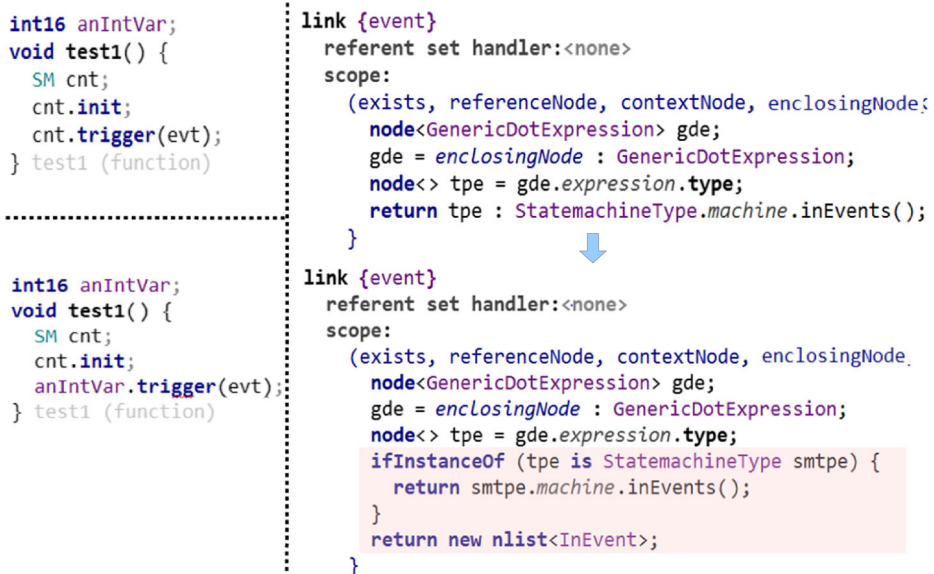 int16 anIntVar;
void test1() {
SM cnt;
cnt.init;
cnt.trigger(evt);
} test1 (function)
int16 anIntVar;
void test1() {
SM cnt;
cnt.init;
anIntVar.trigger(evt);
} test1 (function)
link {event}
referent set handler:<none>
scope:
(exists, referenceNode, contextNode, enclosingNode,
node<GenericDotExpression> gde;
gde = enclosingNode : GenericDotExpression;
node<> tpe = gde.expression.type;
return tpe : StatemachineType.machine.inEvents();
}
link {event}
referent set handler:<none>
scope:
(exists, referenceNode, contextNode, enclosingNode
node<GenericDotExpression> gde;
gde = enclosingNode : GenericDotExpression;
node<> tpe = gde.expression.type;
ifInstanceOf (tpe is StatemachineType smtpe) {
return smtpe.machine.inEvents();
}
return new nlist<InEvent>;
}